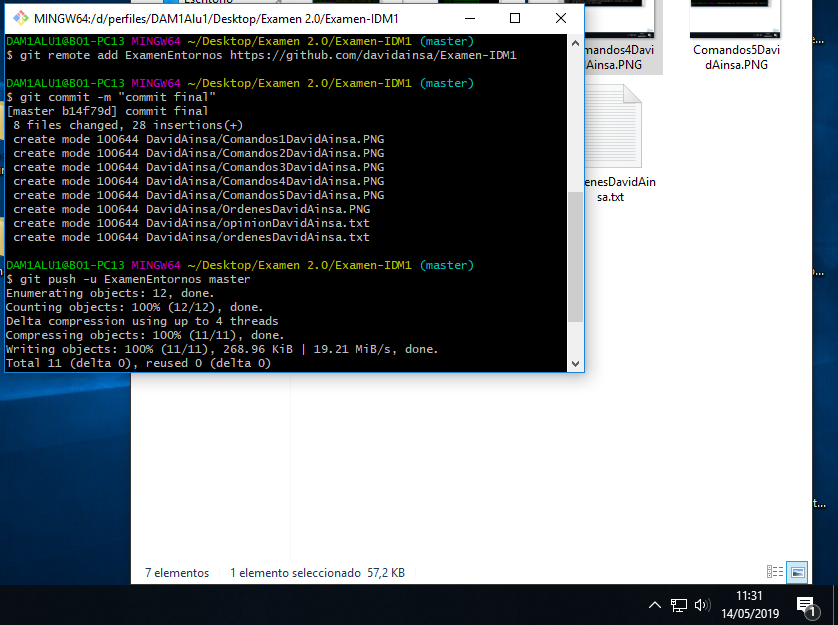 Escritorio
MINGW64:/d/perfiles/DAM1Alu1/Desktop/Examen 2.0/Examen-IDM1
DAM1ALU1@B01-PC13 MINGW64 ~/Desktop/Examen 2.0/Examen-IDM1 (master)
$ git remote add ExamenEntornos https://github.com/davidainsa/Examen-IDM1
DAM1ALU1@B01-PC13 MINGW64 ~/Desktop/Examen 2.0/Examen-IDM1 (master)
$ git commit -m "commit final"
[master b14f79d] commit final
8 files changed, 28 insertions(+)
create mode 100644 DavidAinsa/Comandos1DavidAinsa.PNG
create mode 100644 DavidAinsa/Comandos2DavidAinsa.PNG
create mode 100644 DavidAinsa/Comandos3DavidAinsa.PNG
create mode 100644 DavidAinsa/Comandos4DavidAinsa.PNG
create mode 100644 DavidAinsa/Comandos5DavidAinsa.PNG
create mode 100644 DavidAinsa/OrdenesDavidAinsa.PNG
create mode 100644 DavidAinsa/opinionDavidAinsa.txt
create mode 100644 DavidAinsa/ordenesDavidAinsa.txt
DAM1ALU1@B01-PC13 MINGW64 ~/Desktop/Examen 2.0/Examen-IDM1 (master)
$ git push -u ExamenEntornos master
Enumerating objects: 12, done.
Counting objects: 100% (12/12), done.
Delta compression using up to 4 threads
Compressing objects: 100% (11/11), done.
Writing objects: 100% (11/11), 268.96 KiB | 19.21 MiB/s, done.
Total 11 (delta 0), reused 0 (delta 0)
mandos4Davi
dAinsa.PNG
Comandos5Davi
dAinsa.PNG
enesDavidAin
sa.txt
7 elementos
1 elemento seleccionado 57,2 KB
11:31
14/05/2019
1